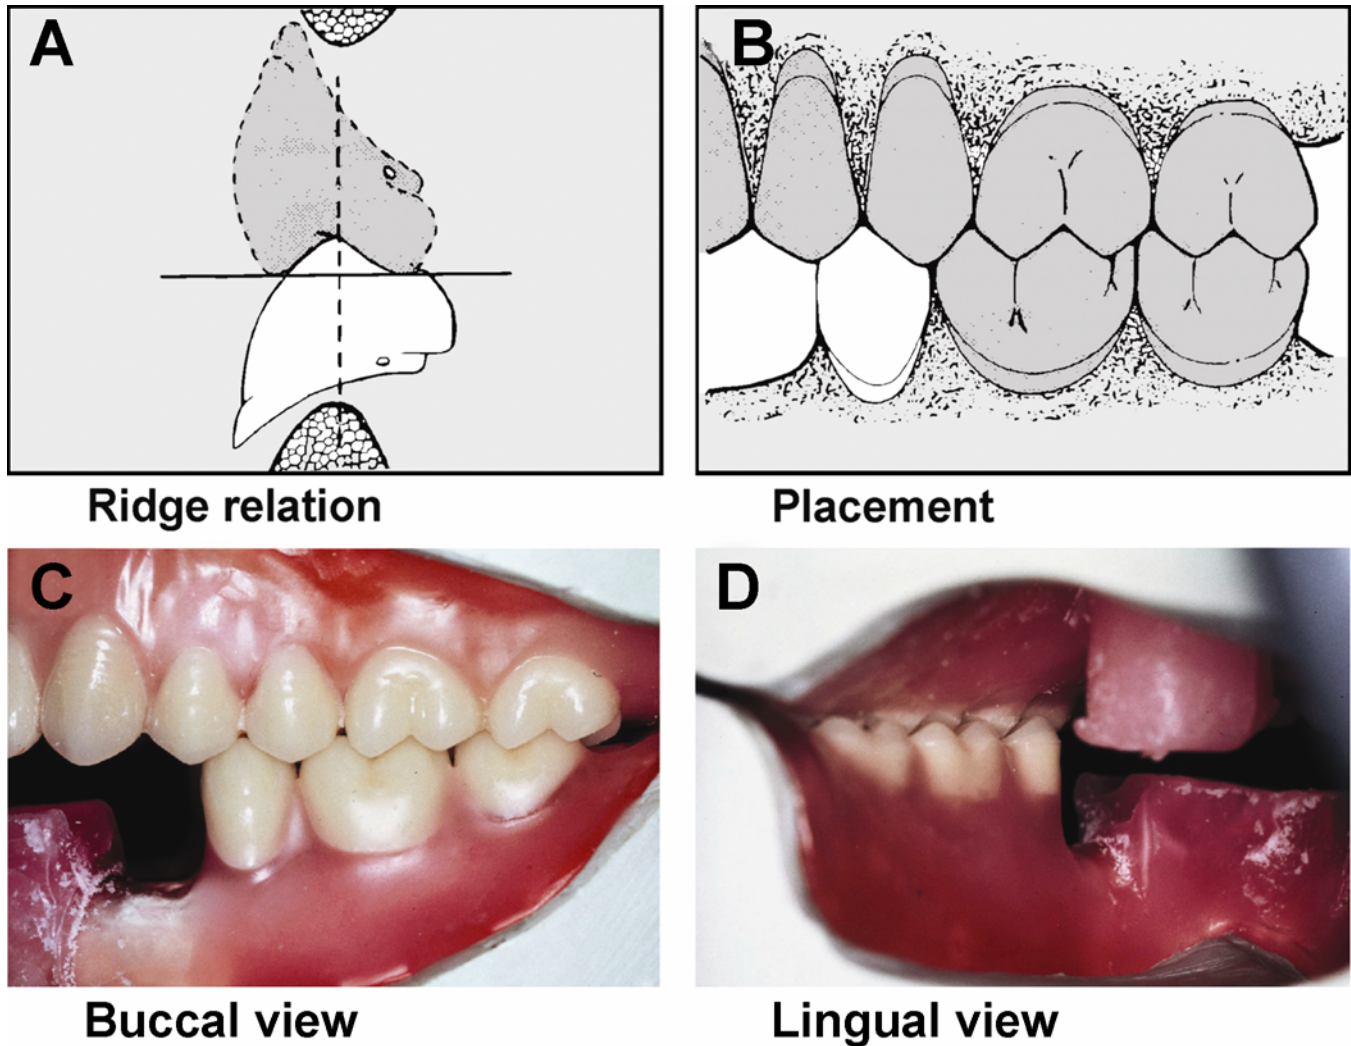 A
B
Ridge relation
Placement
C
D
Buccal view
Lingual view